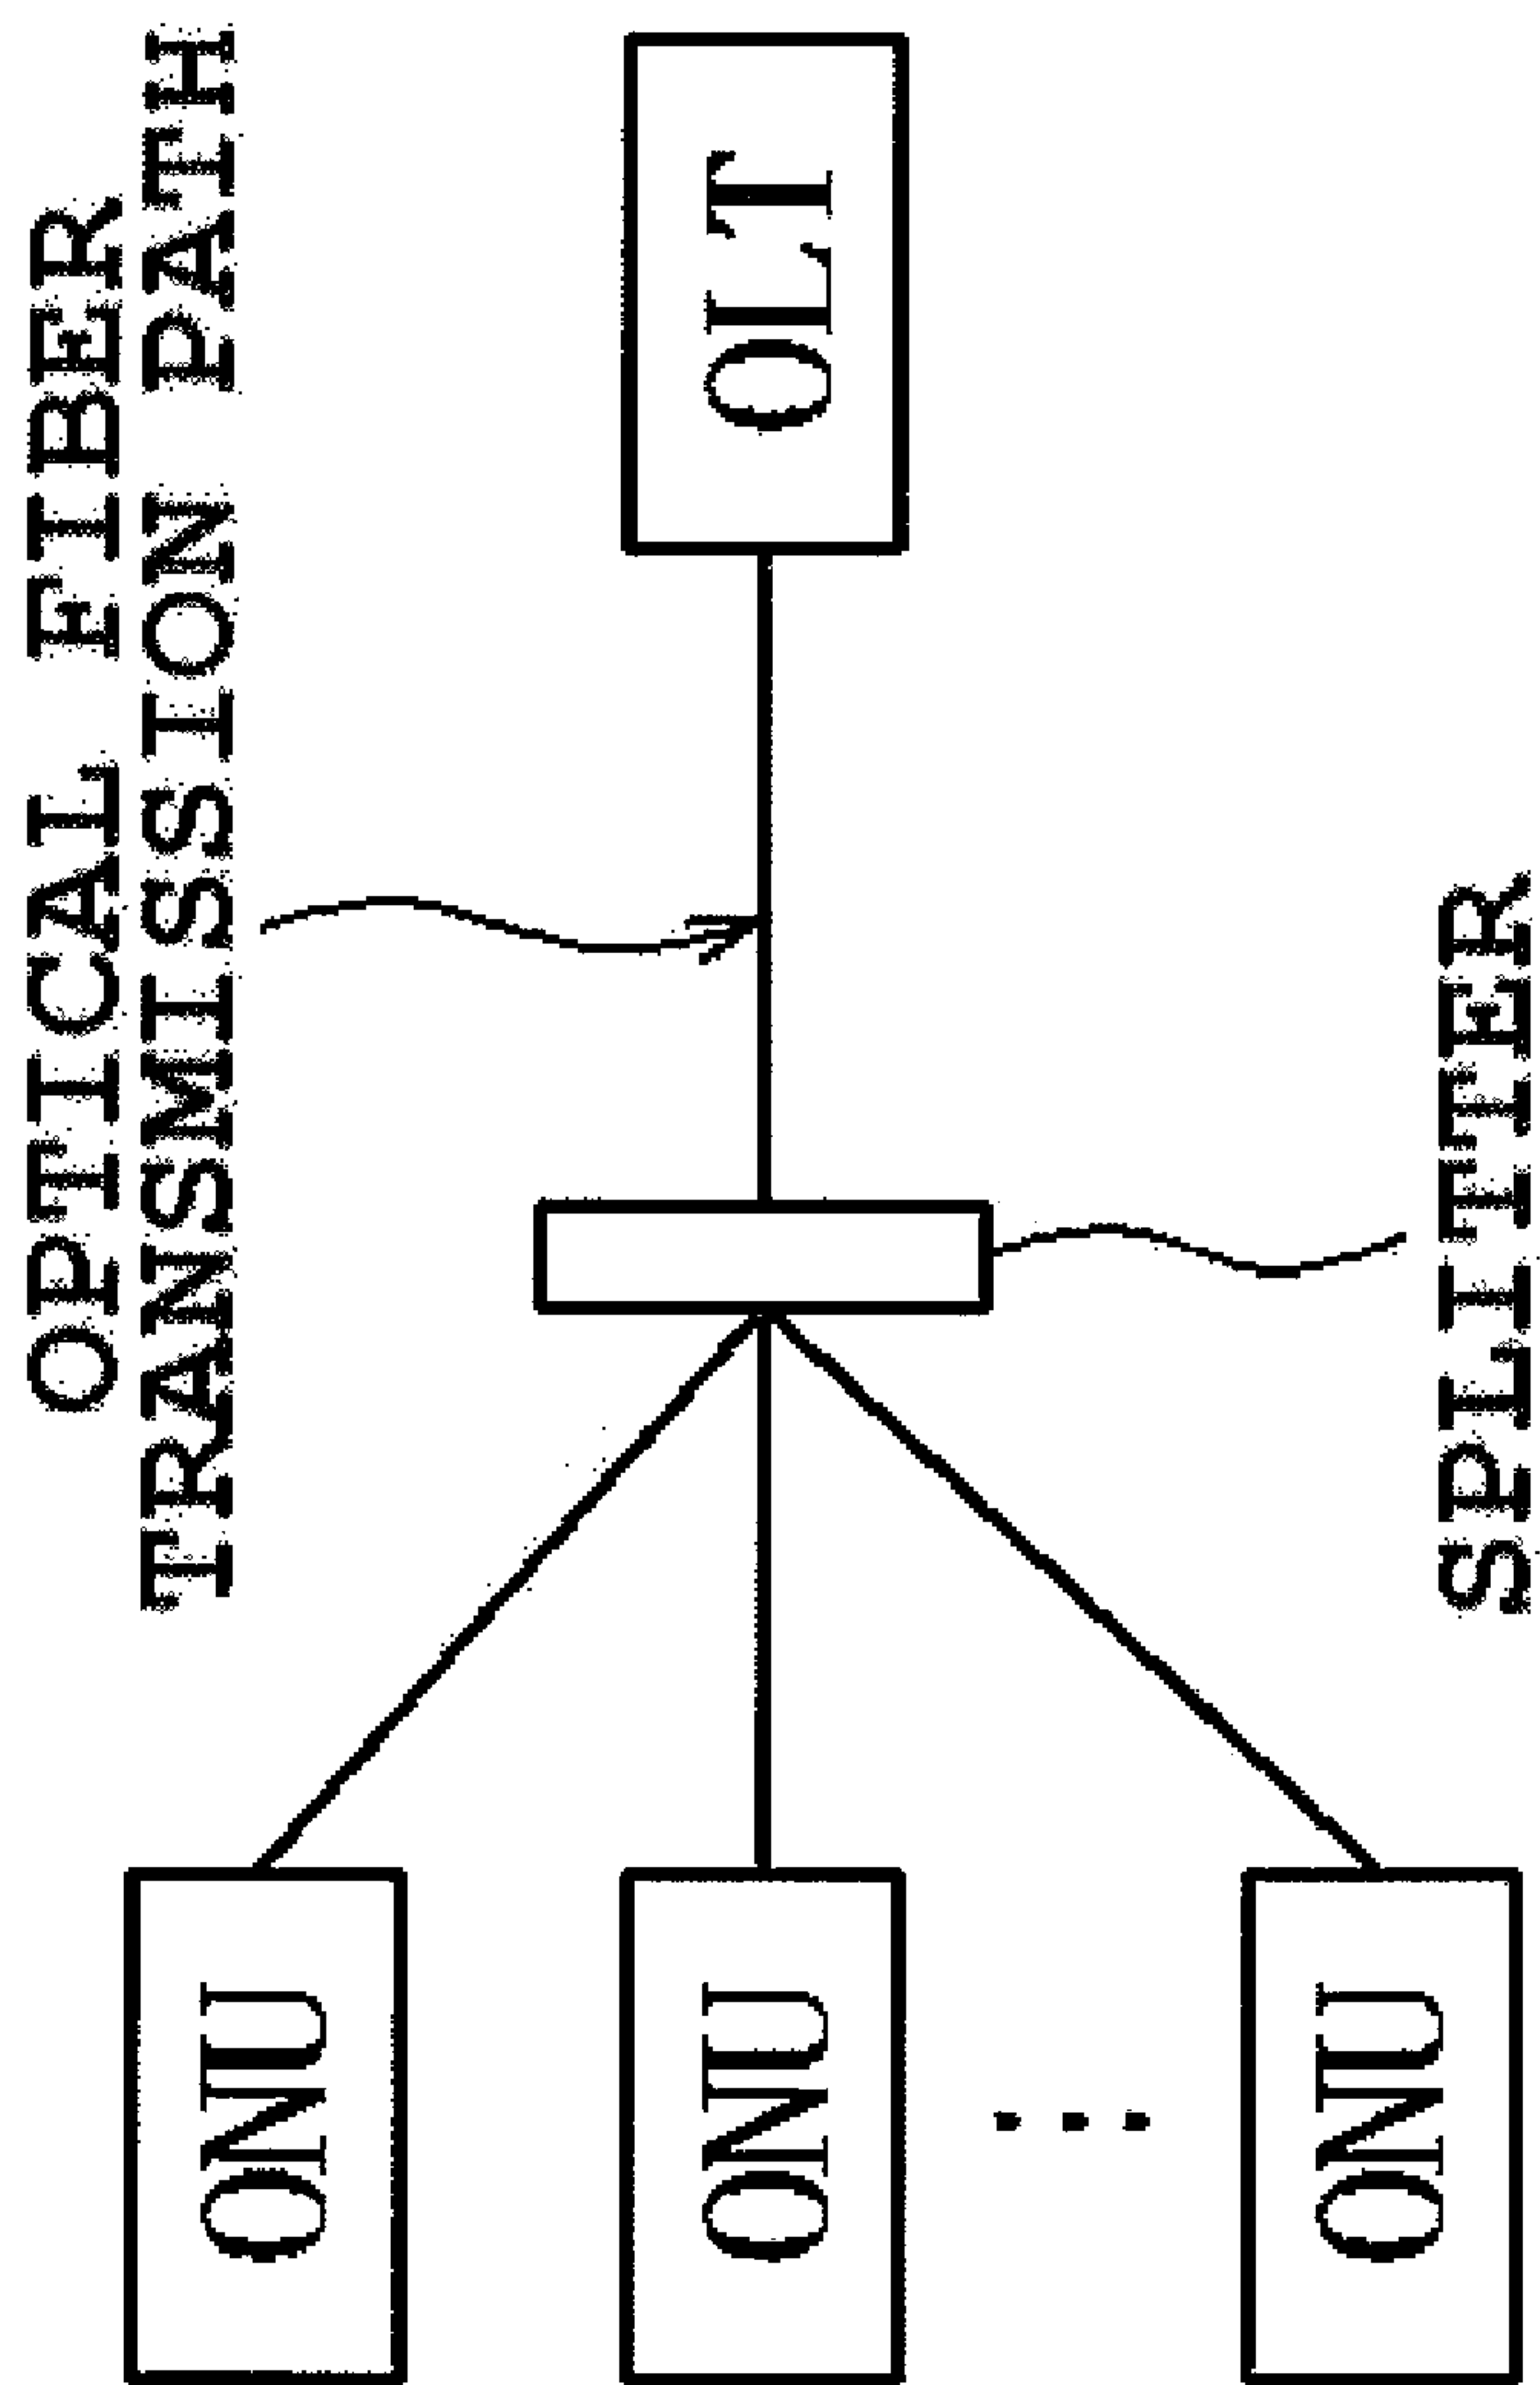 OPTICAL FIBER
TRANSMISSION PATH
ONU
OLT
ONU
ONU
SPLITTER